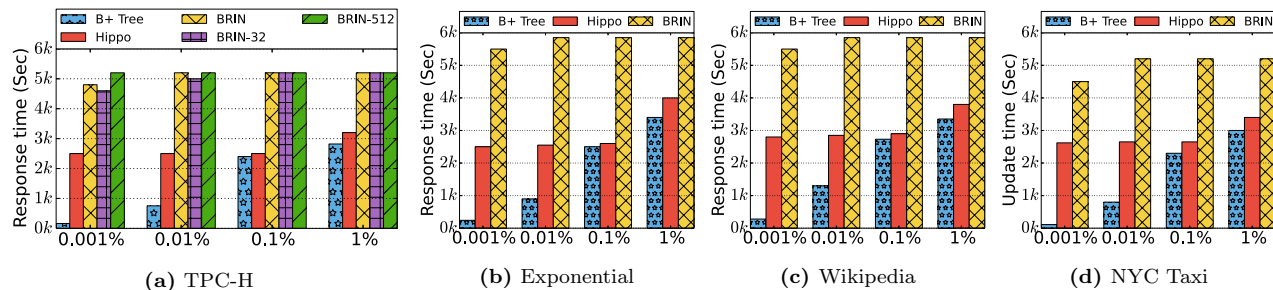 B+ Tree BRIN BRIN-512
Hippo BRIN-32
6k
5k
4k
3k
2k
1k
0k
Response time (Sec)
0.001% 0.01% 0.1% 1%
(a) TPC-H
B+ Tree Hippo BRIN
6k
5k
4k
3k
2k
1k
0k
Response time (Sec)
0.001% 0.01% 0.1% 1%
(b) Exponential
B+ Tree Hippo BRIN
6k
5k
4k
3k
2k
1k
0k
Response time (Sec)
0.001% 0.01% 0.1% 1%
(c) Wikipedia
B+ Tree Hippo BRIN
6k
5k
4k
3k
2k
1k
0k
Update time (Sec)
0.001% 0.01% 0.1% 1%
(d) NYC Taxi